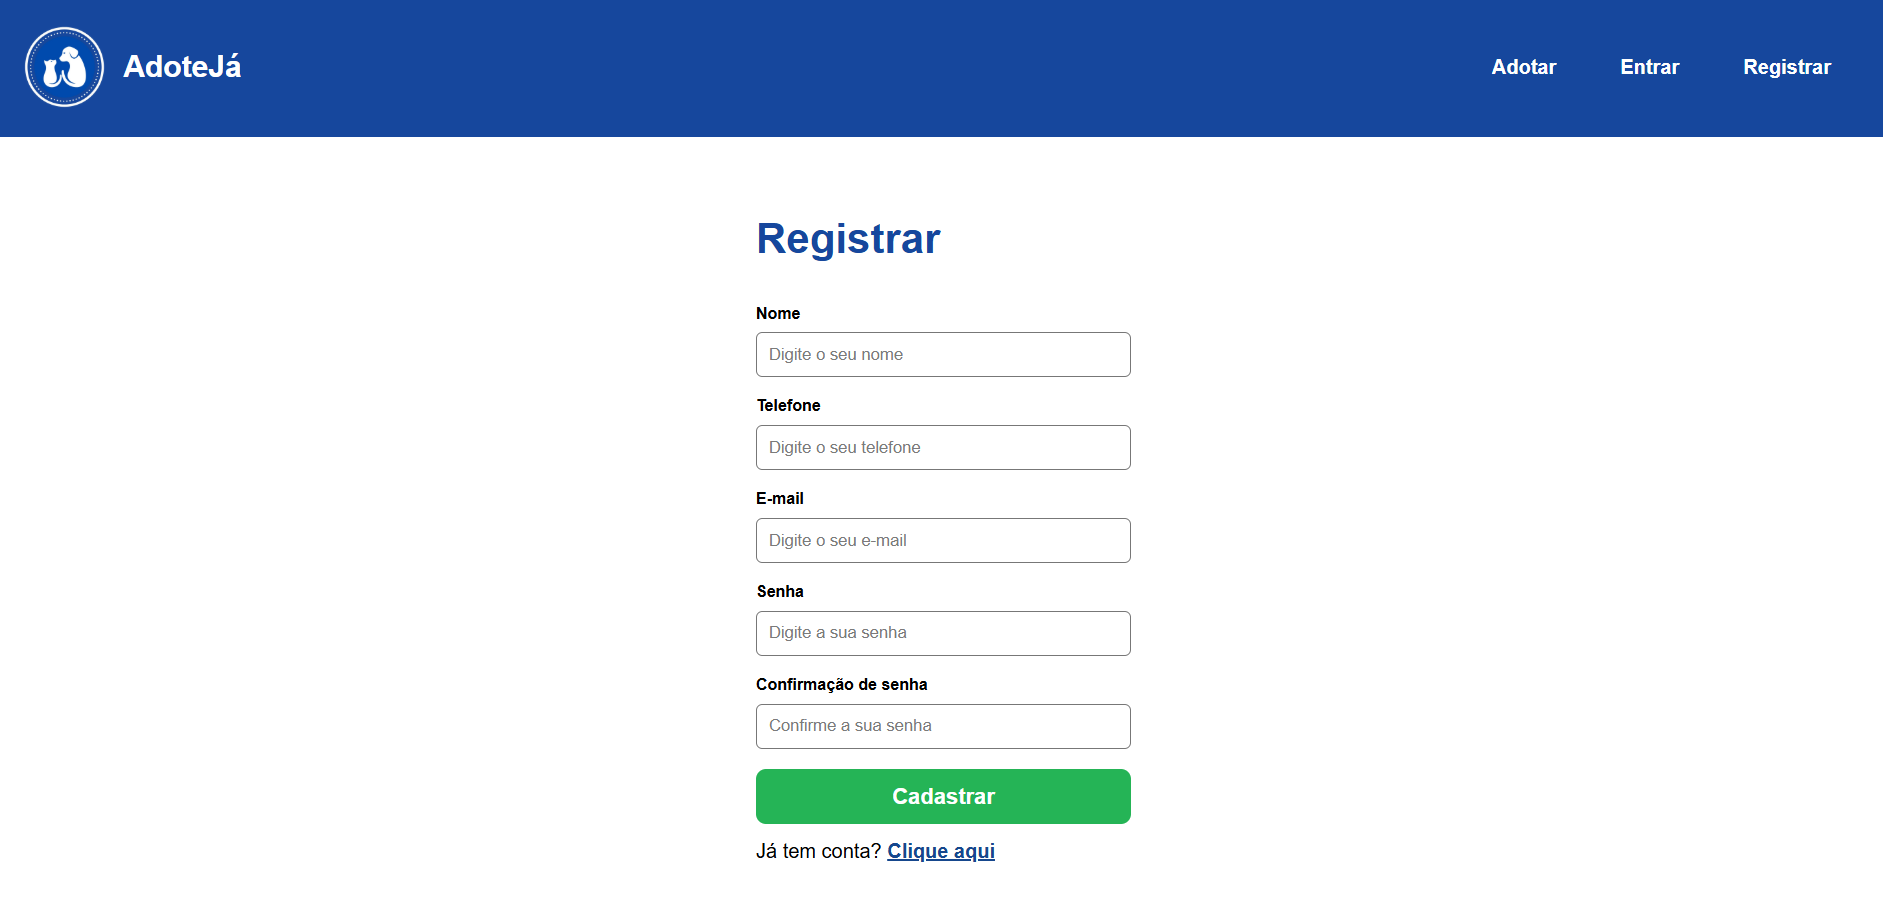 AdoteJá
Adotar Entrar Registrar
Registrar
Nome
Digite o seu nome
Telefone
Digite o seu telefone
E-mail
Digite o seu e-mail
Senha
Digite a sua senha
Confirmação de senha
Confirme a sua senha
Cadastrar
Já tem conta? Clique aqui